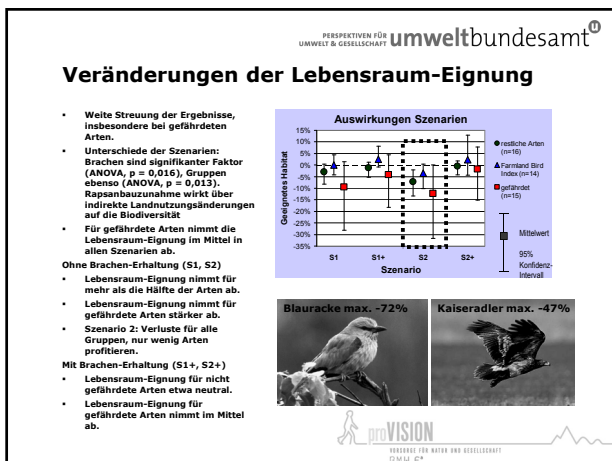 PERSPEKTIVEN FÜR
UMWELT & GESELLSCHAFT umweltbundesamt
Veränderungen der Lebensraum-Eignung
▪ Weite Streuung der Ergebnisse,
insbesondere bei gefährdeten
Arten.
▪ Unterschiede der Szenarien:
Brachen sind signifikanter Faktor
(ANOVA, p = 0,016), Gruppen
ebenso (ANOVA, p = 0,013).
Rapsanbauzunahme wirkt über
indirekte Landnutzungsänderungen
auf die Biodiversität
▪ Für gefährdete Arten nimmt die
Lebensraum-Eignung im Mittel in
allen Szenarien ab.
Ohne Brachen-Erhaltung (S1, S2)
▪ Lebensraum-Eignung nimmt für
mehr als die Hälfte der Arten ab.
▪ Lebensraum-Eignung nimmt für
gefährdete Arten stärker ab.
▪ Szenario 2: Verluste für alle
Gruppen, nur wenig Arten
profitieren.
Mit Brachen-Erhaltung (S1+, S2+)
▪ Lebensraum-Eignung für nicht
gefährdete Arten etwa neutral.
▪ Lebensraum-Eignung für
gefährdete Arten nimmt im Mittel
ab.
Auswirkungen Szenarien
Geeignetes Habitat
15%
10%
5%
0%
-5%
-10%
-15%
-20%
-25%
-30%
-35%
S1 S1+ S2 S2+
Szenario
restliche Arten
(n=16)
Farmland Bird
Index (n=14)
gefährdet
(n=15)
Mittelwert
95%
Konfidenz-
Intervall
Blauracke max. -72%
Kaiseradler max. -47%
proVISION
VORSORGE FÜR NATUR UND GESELLSCHAFT